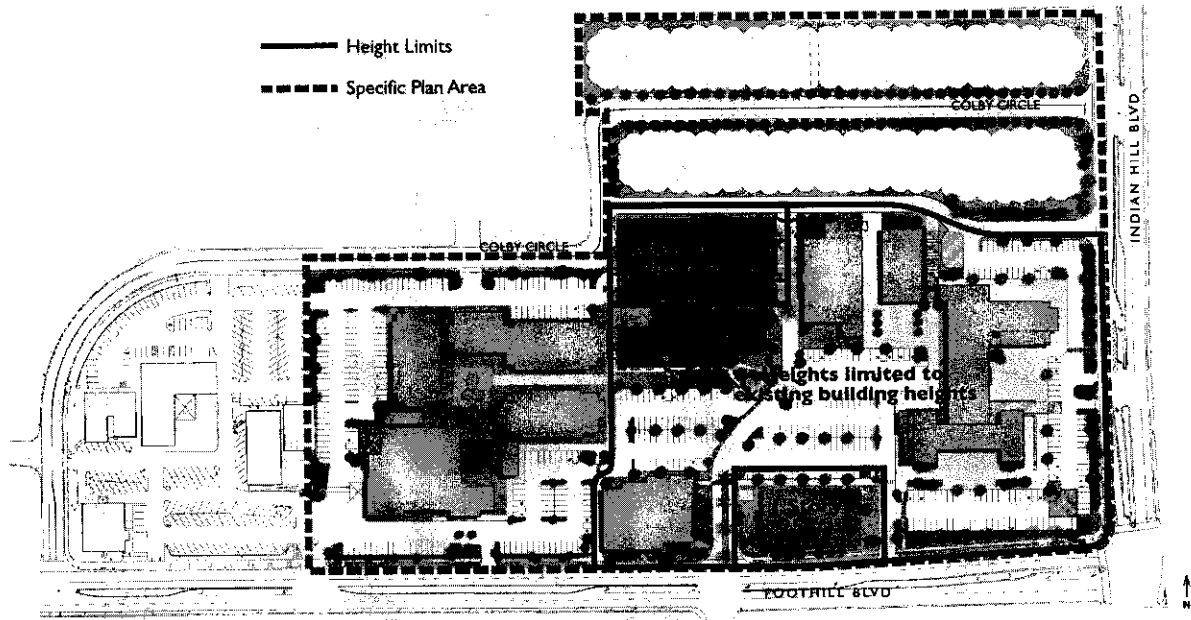 Height Limits
Specific Plan Area
COLBY CIRCLE
INDIAN HILL BLVD
COLBY CIRCLE
Heights limited to
existing building heights
FOOTHILL BLVD
N